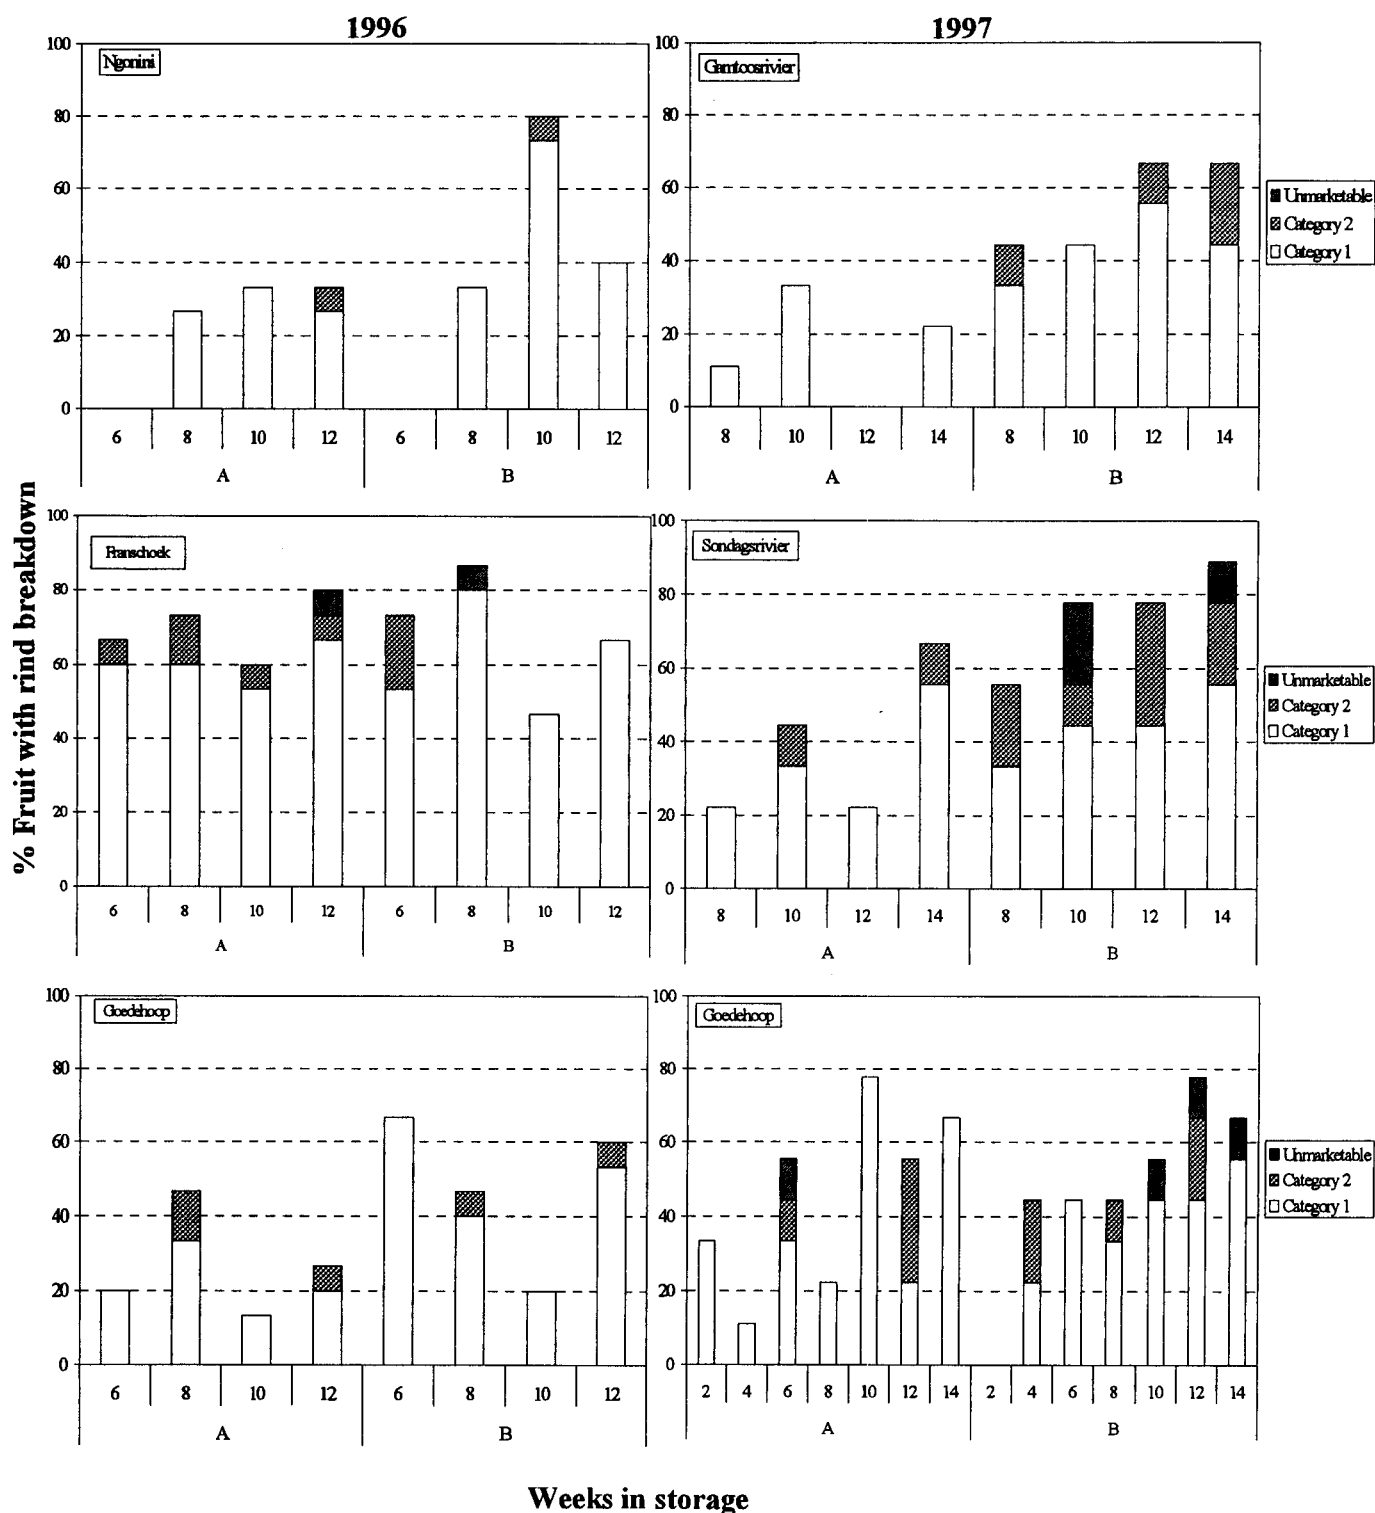 1996
1997
% Fruit with rind breakdown
Ngonini
100
80
60
40
20
0
6 8 10 12 6 8 10 12
A B
Gamtoosrivier
100
80
60
40
20
0
8 10 12 14 8 10 12 14
A B
Unmarketable
Category 2
Category 1
Franschoek
100
80
60
40
20
0
6 8 10 12 6 8 10 12
A B
Sondagsrivier
100
80
60
40
20
0
8 10 12 14 8 10 12 14
A B
Unmarketable
Category 2
Category 1
Goedehoop
100
80
60
40
20
0
6 8 10 12 6 8 10 12
A B
Goedehoop
100
80
60
40
20
0
2 4 6 8 10 12 14 2 4 6 8 10 12 14
A B
Unmarketable
Category 2
Category 1
Weeks in storage